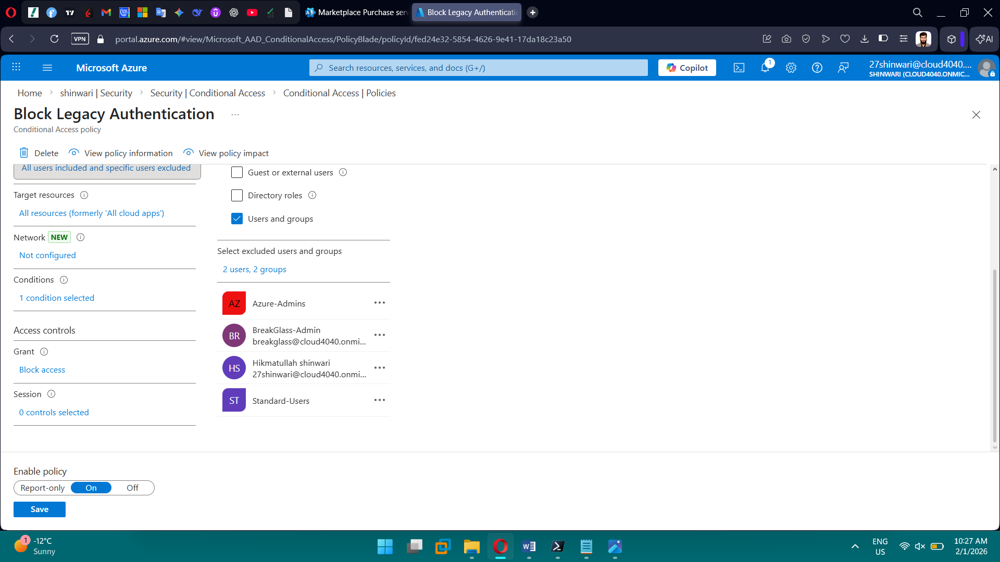 Marketplace Purchase serv
Block Legacy Authenticatio
VPN
portal.azure.com/#view/Microsoft_AAD_ConditionalAccess/PolicyBlade/policyId/fed24e32-5854-4626-9e41-17da18c23a50
AI
Microsoft Azure
Search resources, services, and docs (G+/)
Copilot
1
27shinwari@cloud4040....
SHINWARI (CLOUD4040.ONMIC...
Home > shinwari | Security > Security | Conditional Access > Conditional Access | Policies
Block Legacy Authentication ...
Conditional Access policy
Delete
View policy information
View policy impact
All users included and specific users excluded
Target resources
All resources (formerly 'All cloud apps')
Network NEW
Not configured
Conditions
1 condition selected
Access controls
Grant
Block access
Session
0 controls selected
Guest or external users
Directory roles
Users and groups
Select excluded users and groups
2 users, 2 groups
AZ
Azure-Admins
BR
BreakGlass-Admin
breakglass@cloud4040.onmi...
HS
Hikmatullah shinwari
27shinwari@cloud4040.onmi...
ST
Standard-Users
Enable policy
Report-only On Off
Save
1
-12°C
Sunny
ENG
US
10:27 AM
2/1/2026